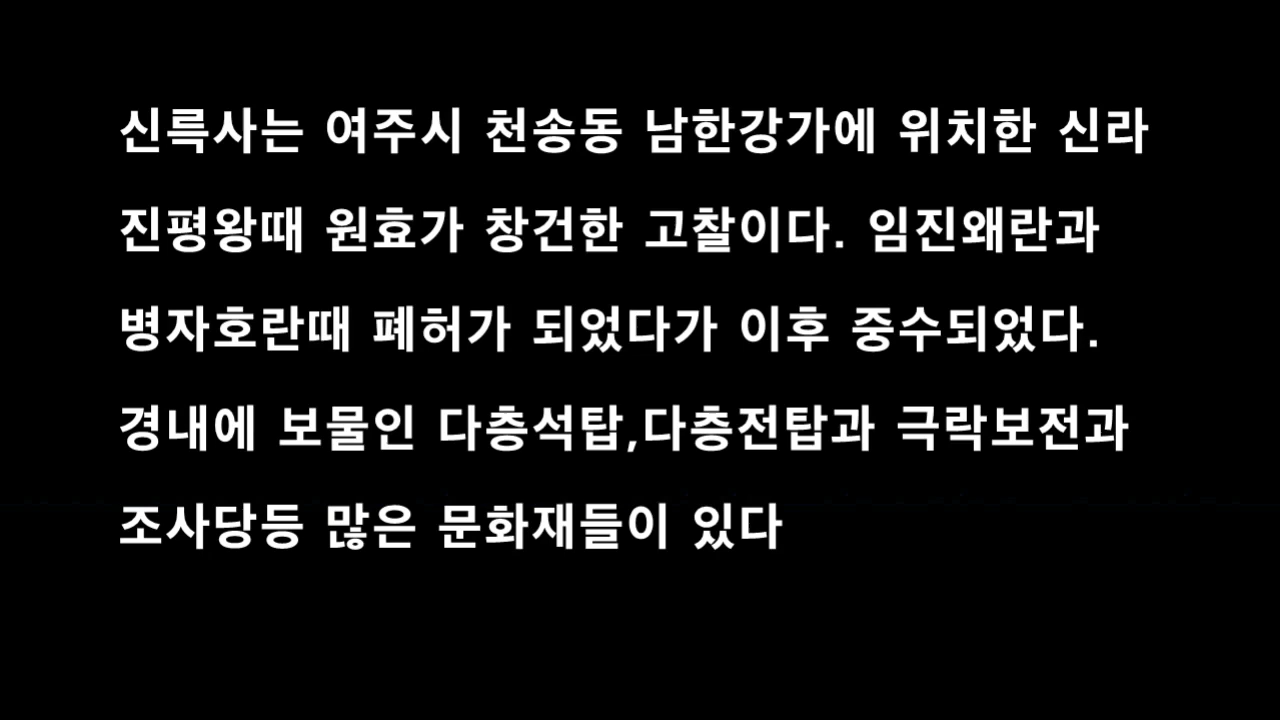 신륵사는 여주시 천송동 남한강가에 위치한 신라
진평왕때 원효가 창건한 고찰이다. 임진왜란과
병자호란때 폐허가 되었다가 이후 중수되었다.
경내에 보물인 다층석탑,다층전탑과 극락보전과
조사당등 많은 문화재들이 있다